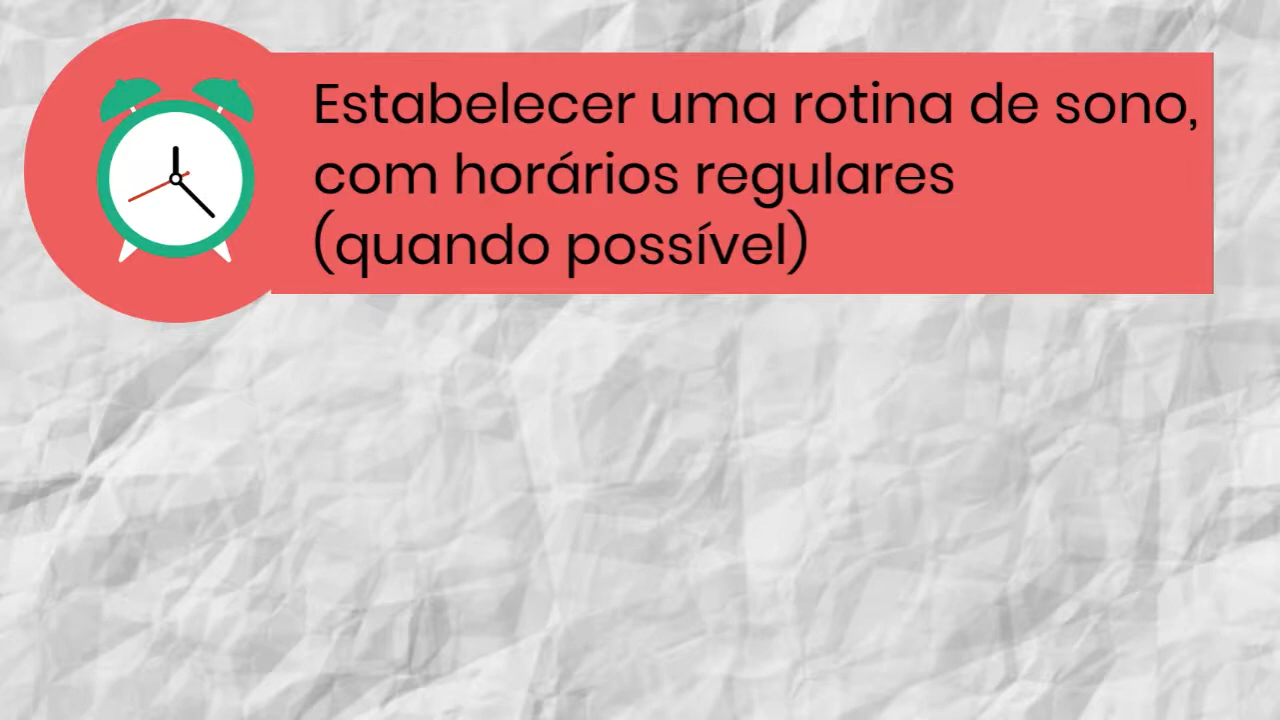 Estabelecer uma rotina de sono,
com horários regulares
(quando possível)